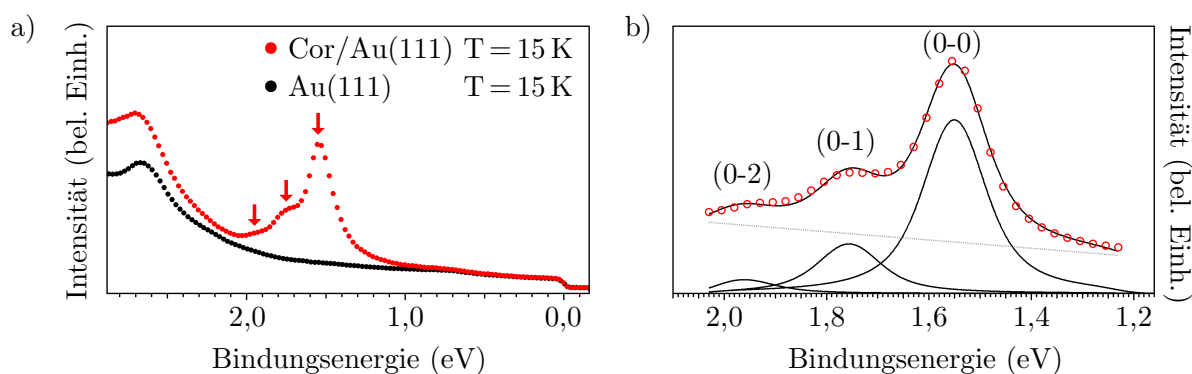 a)
Intensität (bel. Einh.)
Cor/Au(111) T = 15 K
Au(111) T = 15 K
2,0 1,0 0,0
Bindungsenergie (eV)
b)
(0-0)
(0-1)
(0-2)
2,0 1,8 1,6 1,4 1,2
Bindungsenergie (eV)
Intensität (bel. Einh.)